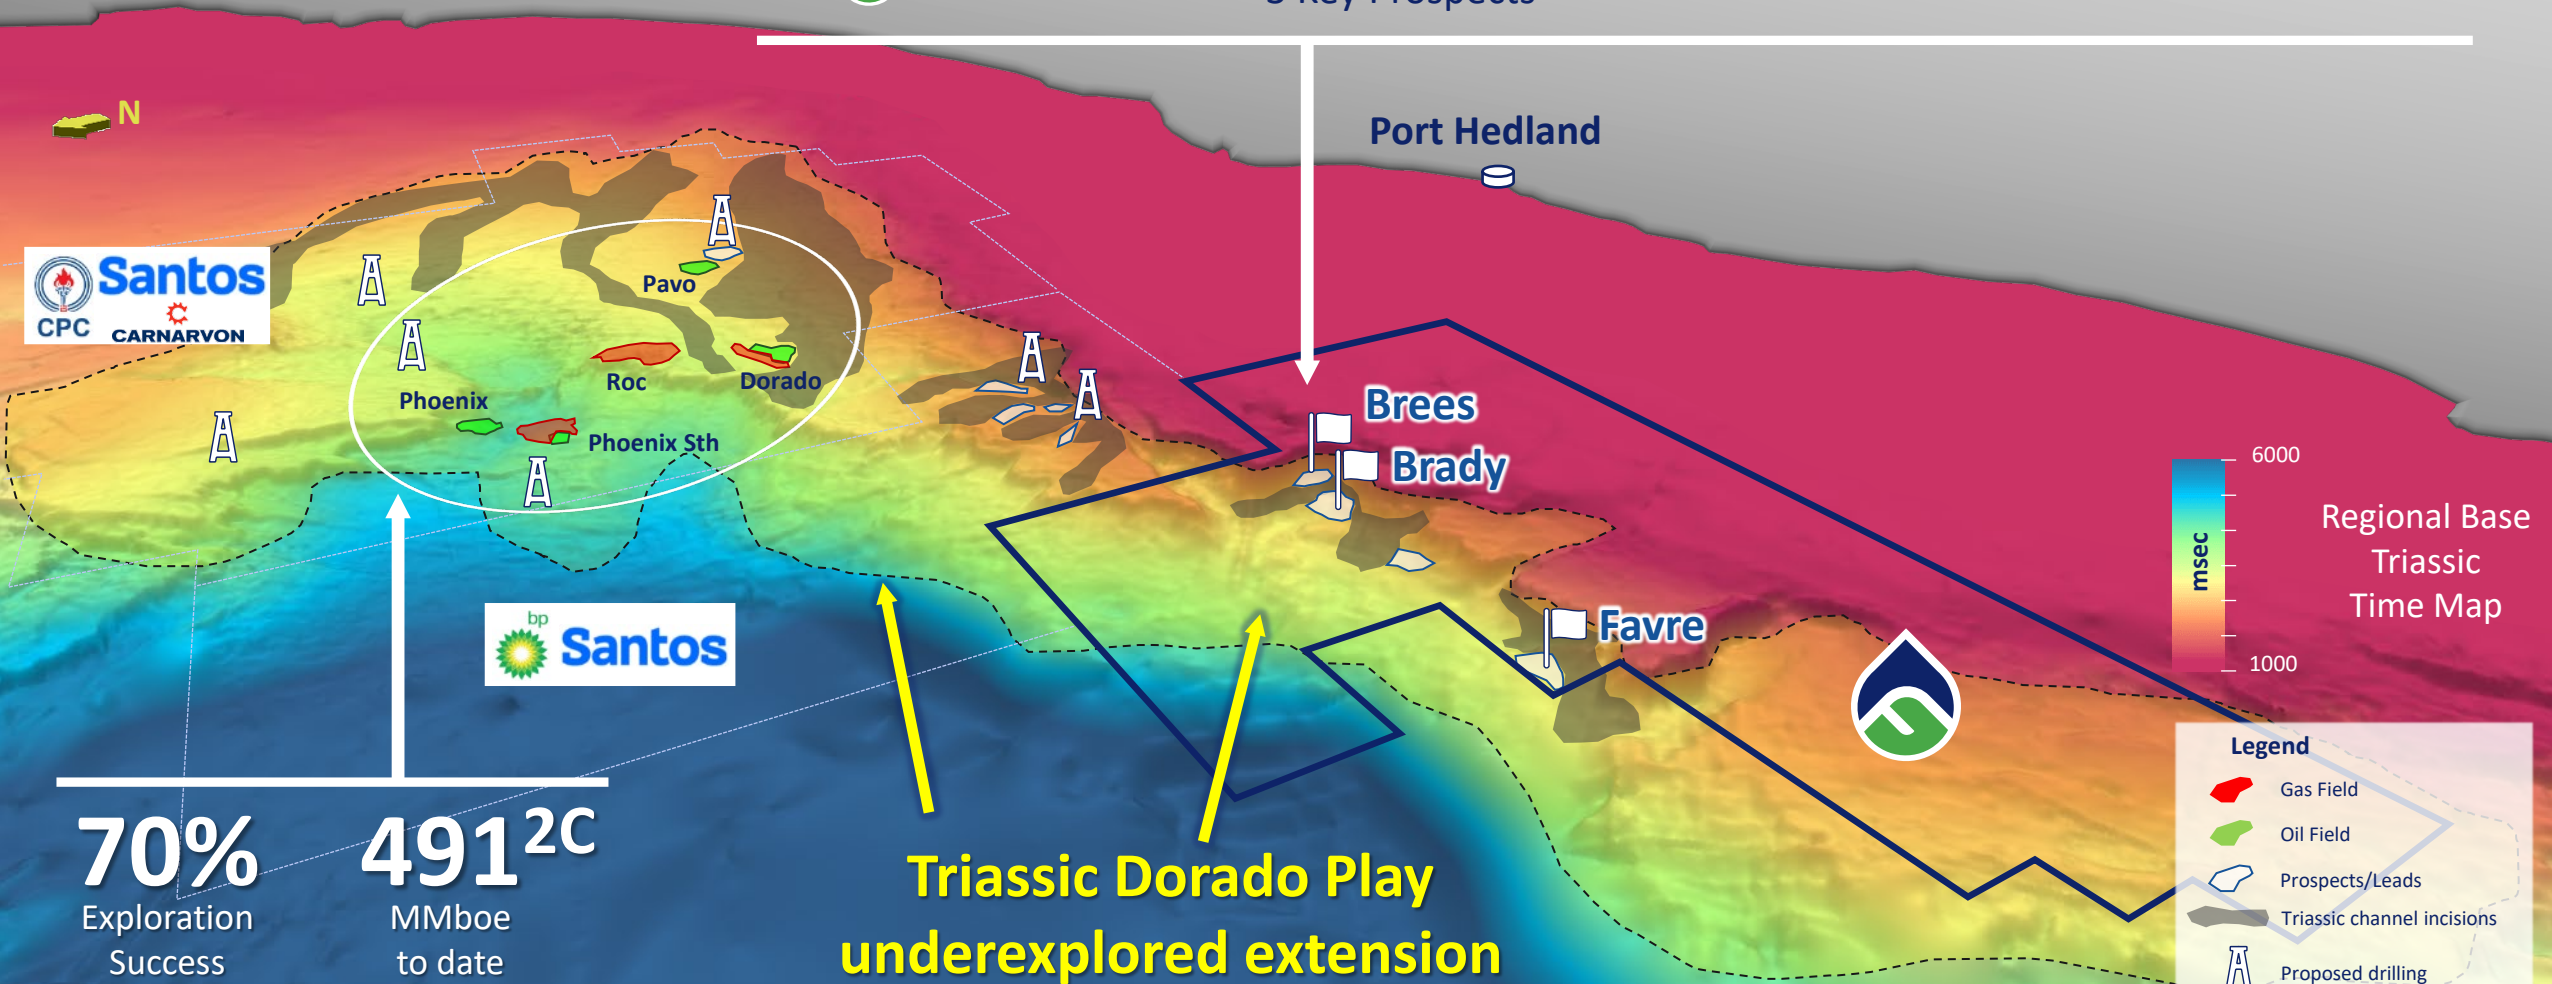 Key Prospects
N
Port Hedland
Santos
CPC
CARNARVON
Pavo
Roc
Dorado
Phoenix
Phoenix Sth
Brees
Brady
Favre
bp
Santos
6000
msec
1000
Regional Base
Triassic
Time Map
70%
Exploration
Success
491 2C
MMboe
to date
Triassic Dorado Play
underexplored extension
Legend
Gas Field
Oil Field
Prospects/Leads
Triassic channel incisions
Proposed drilling